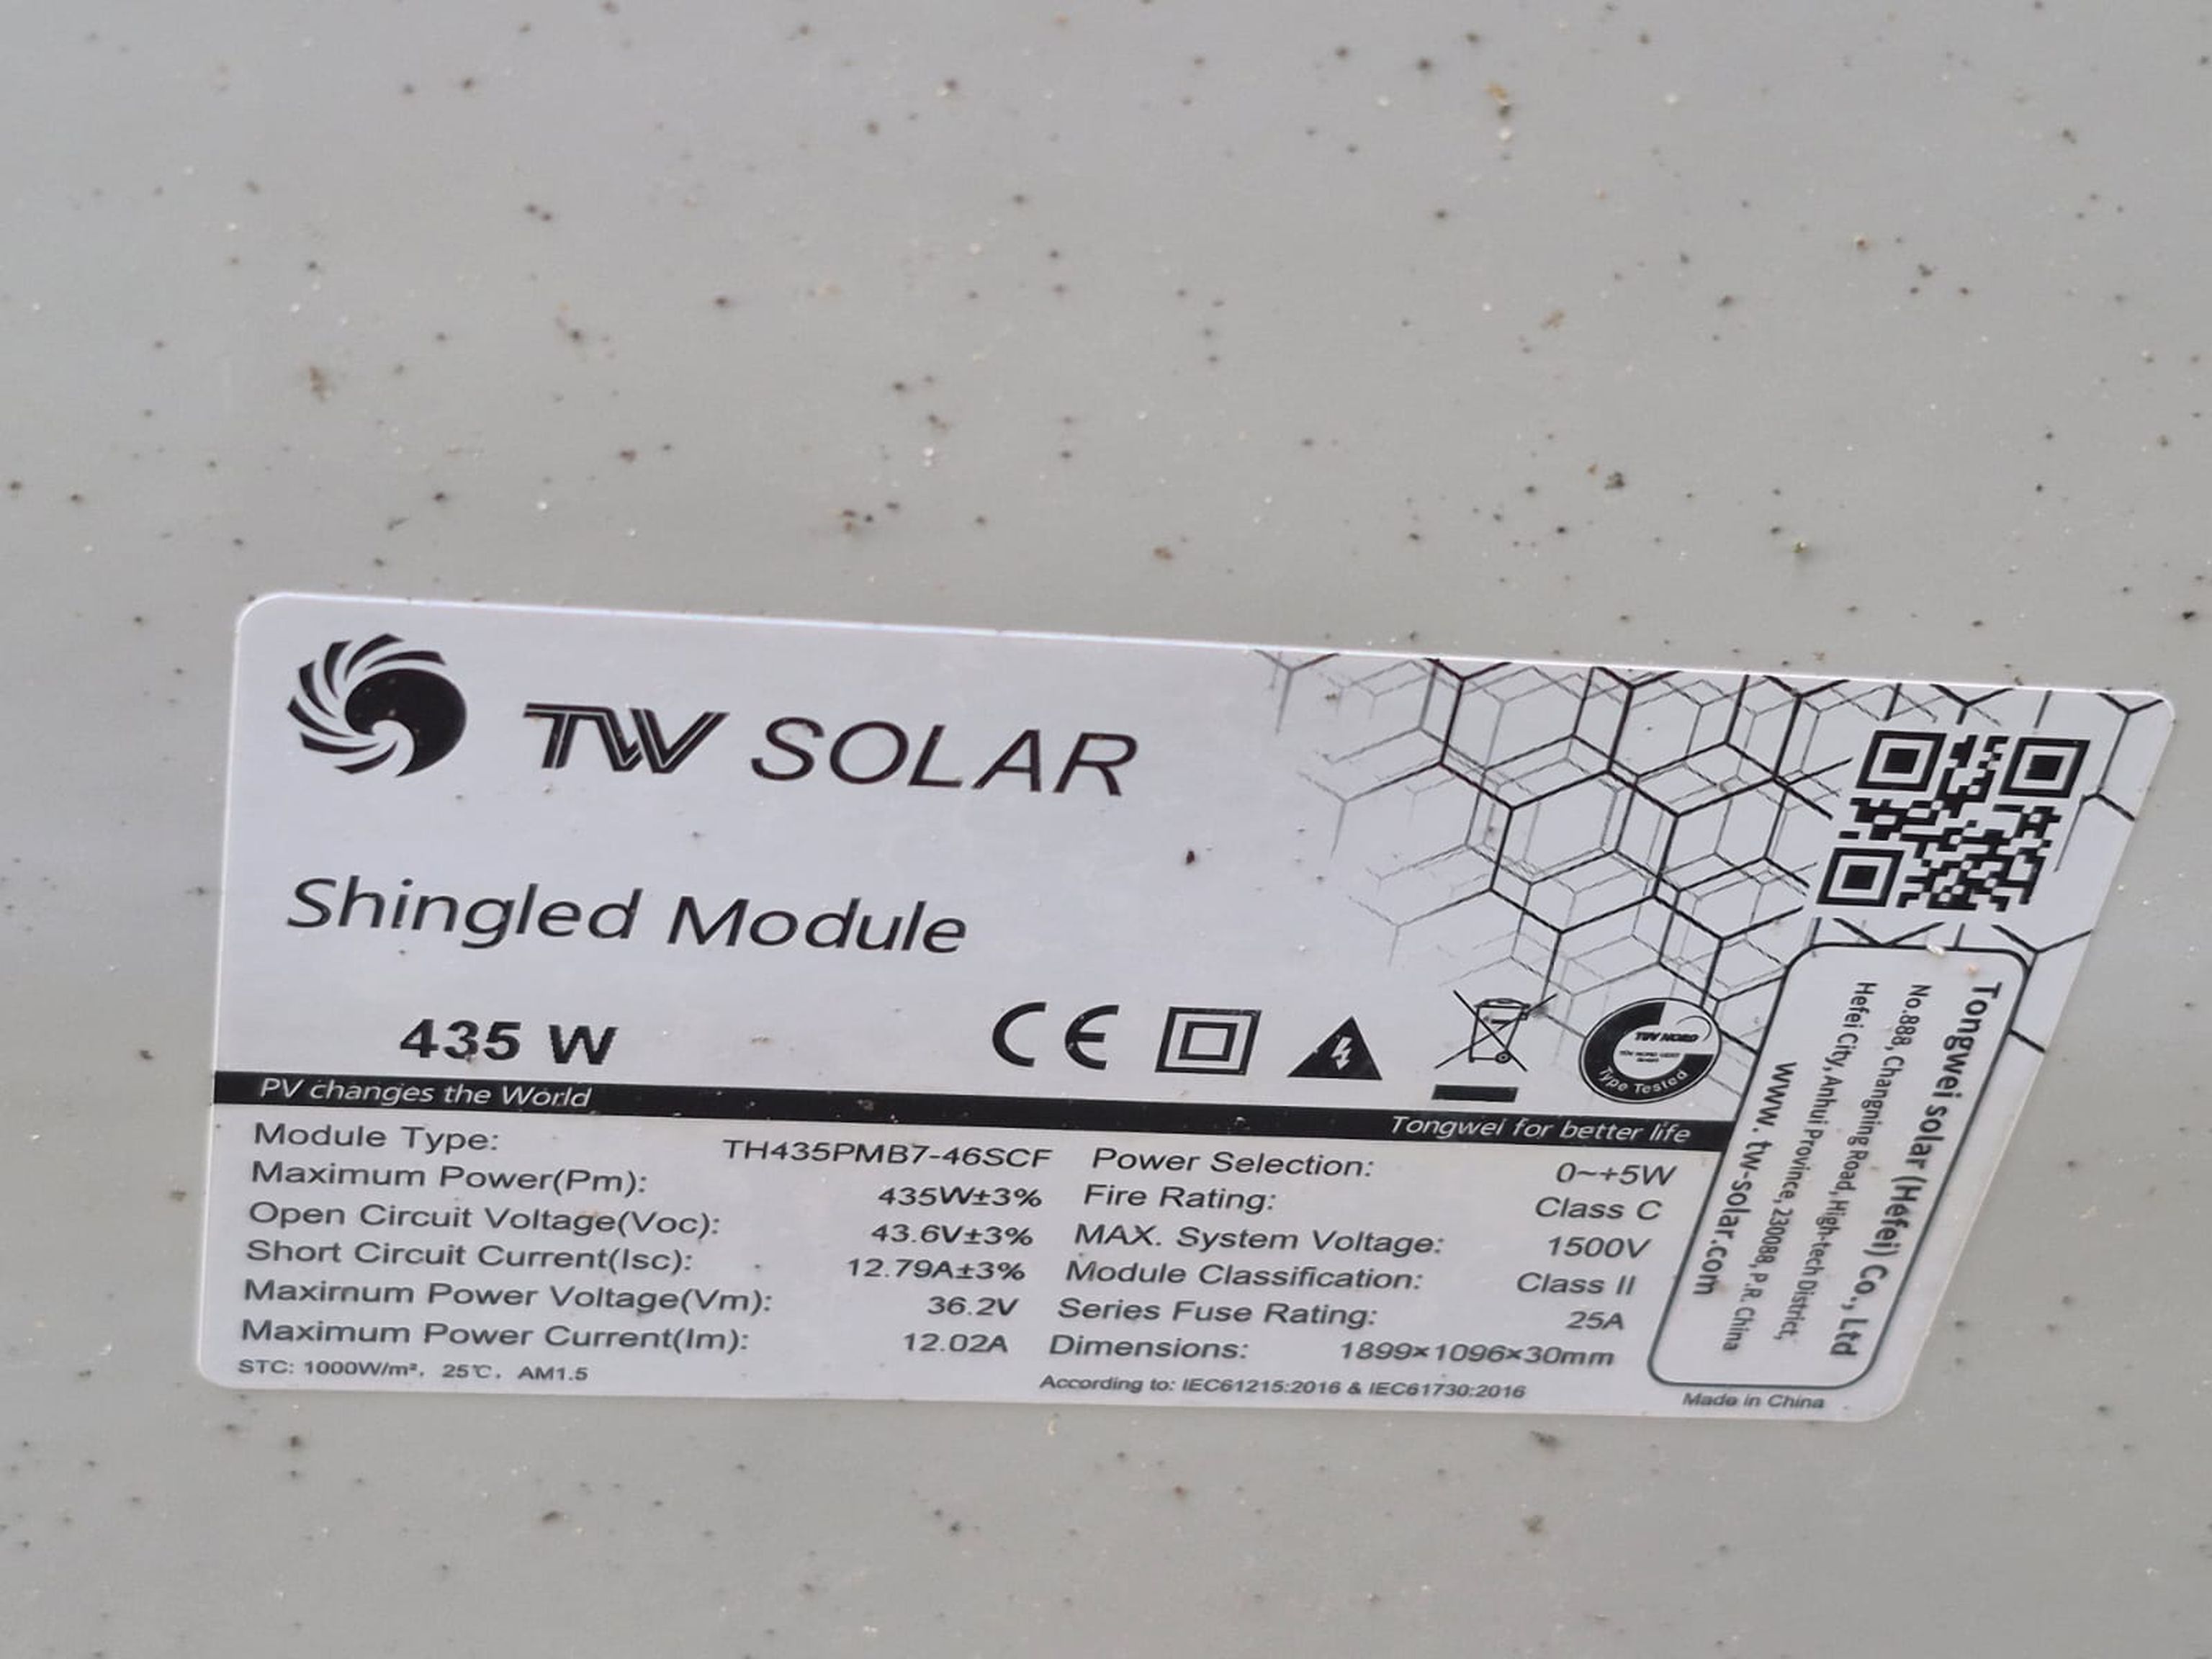 TW SOLAR
Shingled Module
435 W
CE
TÜV NORD
Type Tested
PV changes the World
Tongwei for better life
Module Type: TH435PMB7-46SCF
Maximum Power(Pm): 435W±3%
Open Circuit Voltage(Voc): 43.6V±3%
Short Circuit Current(Isc): 12.79A±3%
Maximum Power Voltage(Vm): 36.2V
Maximum Power Current(Im): 12.02A
STC: 1000W/m², 25℃, AM1.5
Power Selection: 0~+5W
Fire Rating: Class C
MAX. System Voltage: 1500V
Module Classification: Class II
Series Fuse Rating: 25A
Dimensions: 1899×1096×30mm
According to: IEC61215:2016 & IEC61730:2016
Tongwei solar (Hefei) Co., Ltd
No.888, Changning Road, High-tech District,
Hefei City, Anhui Province, 230088, P.R. China
www.tw-solar.com
Made in China